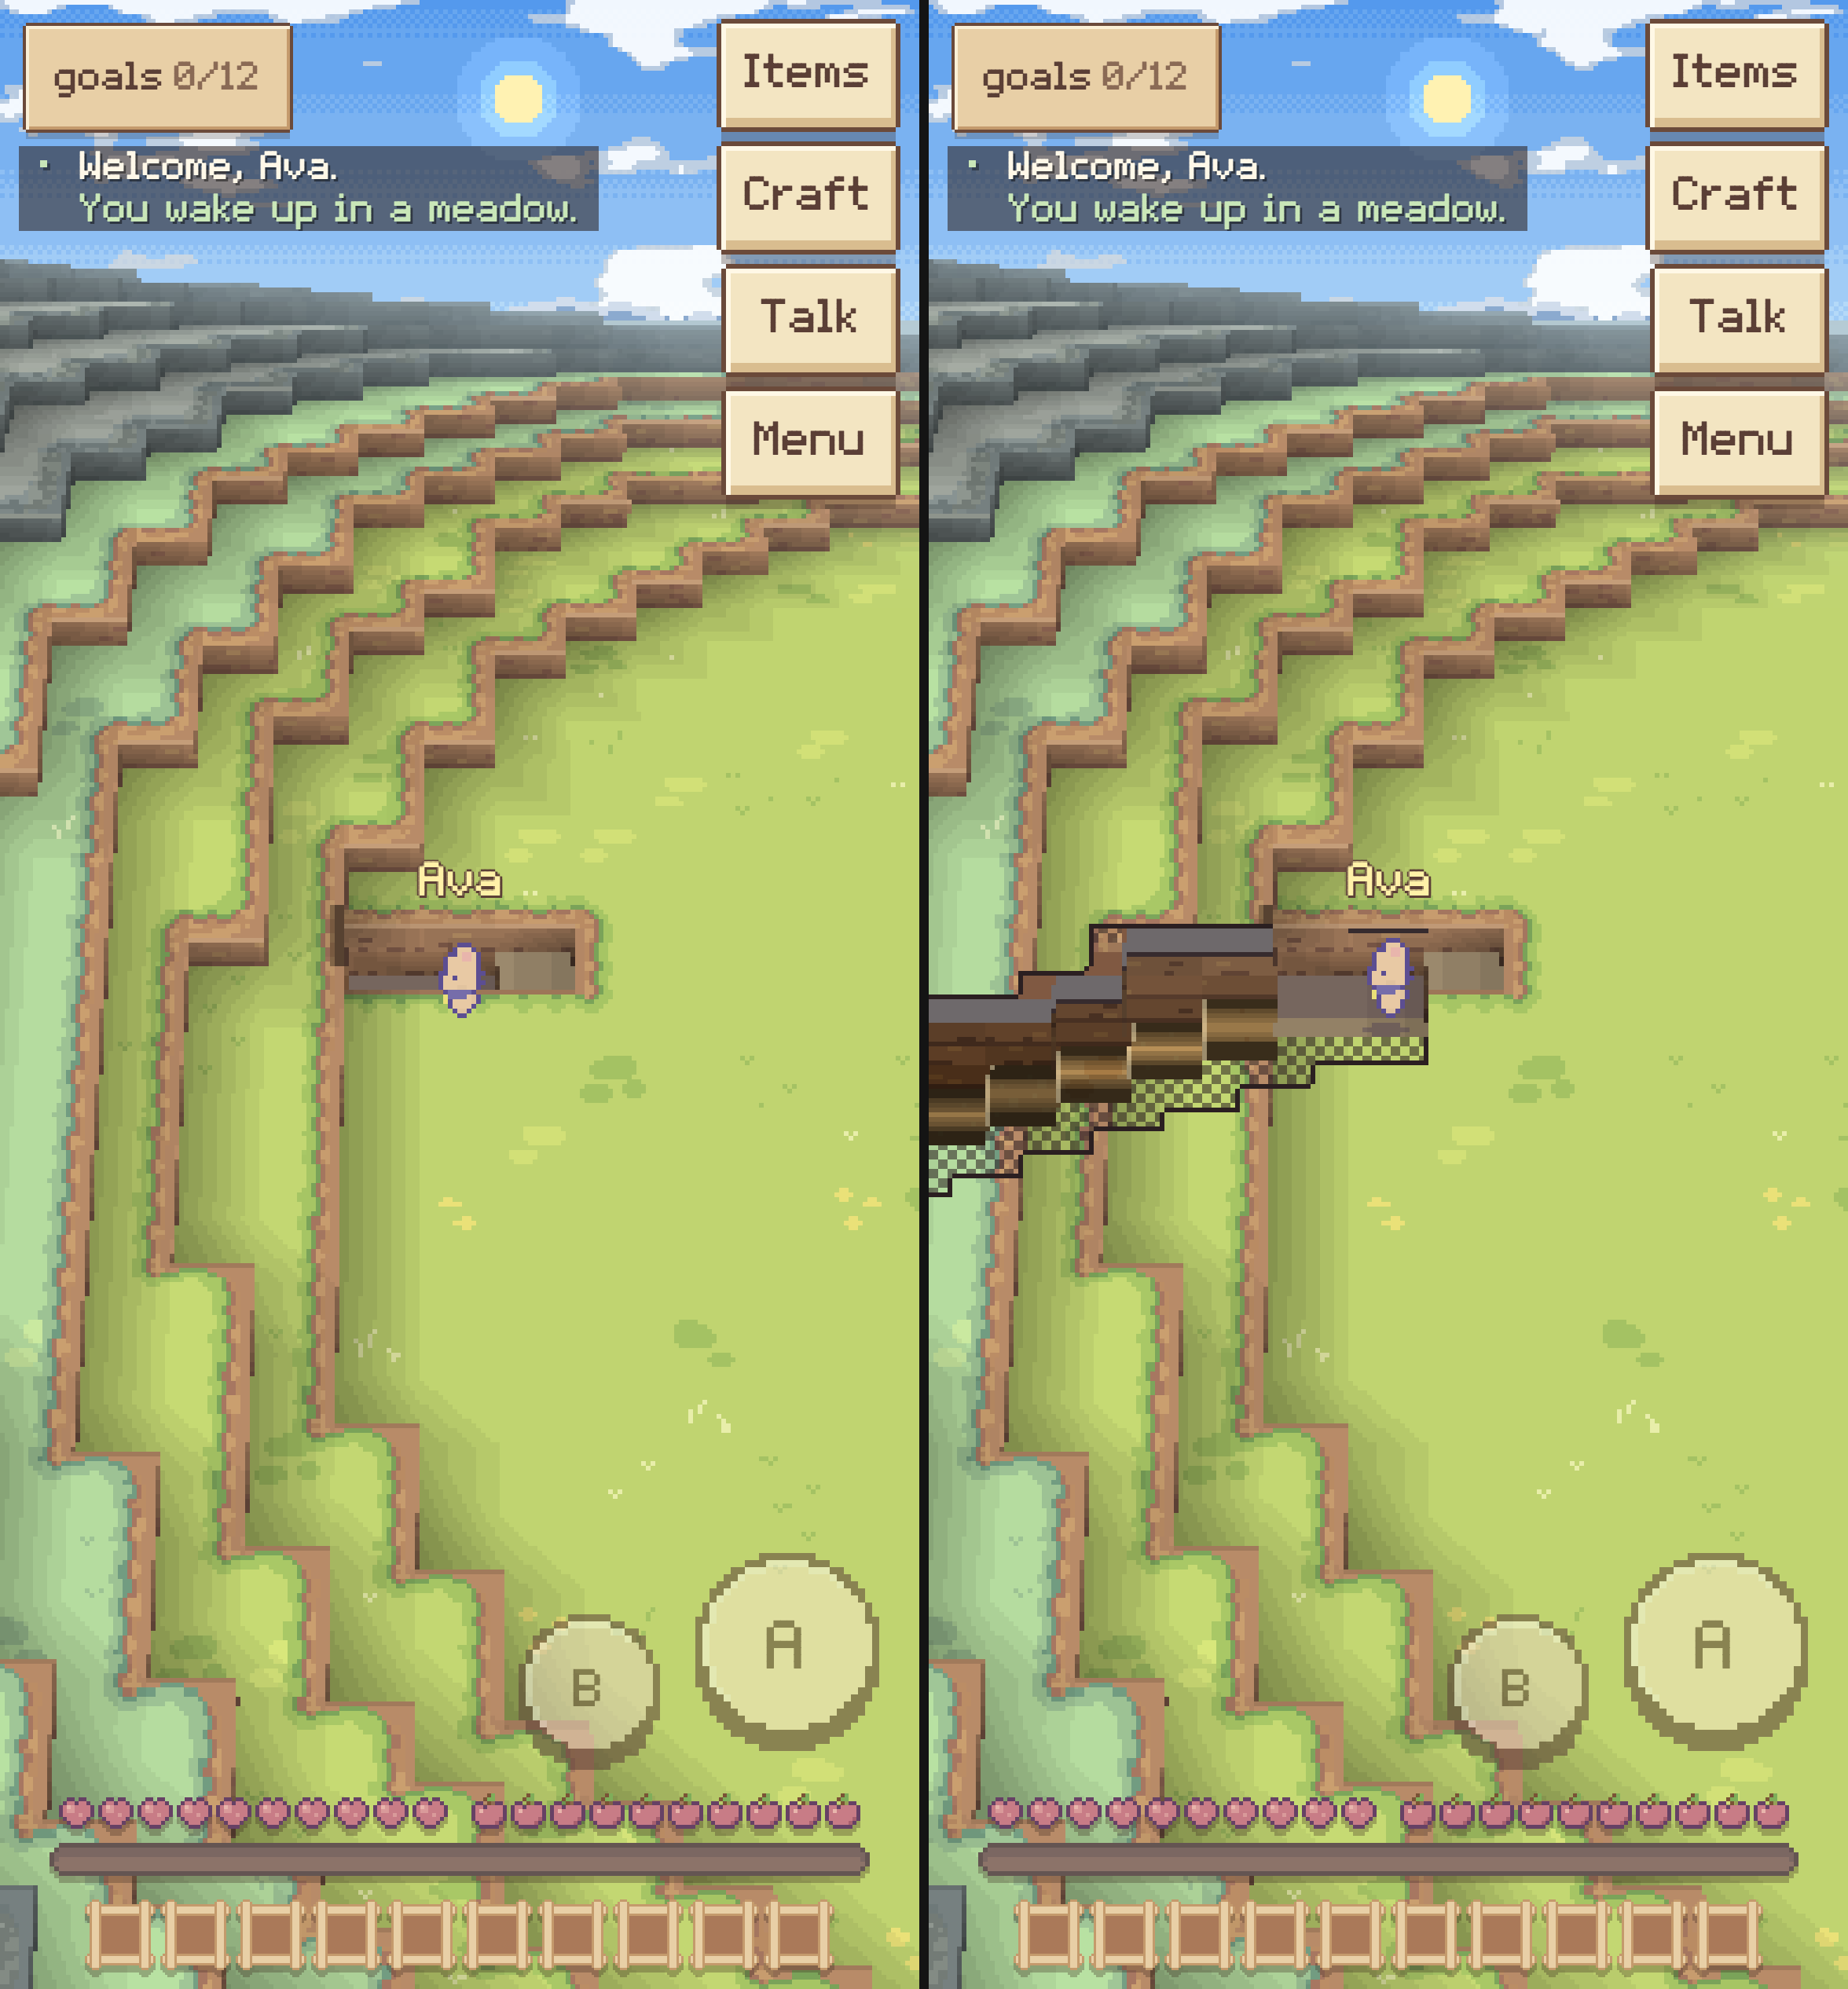 goals 0/12
Items
Welcome, Ava.
You wake up in a meadow.
Craft
Talk
Menu
Ava
A
B
goals 0/12
Items
Welcome, Ava.
You wake up in a meadow.
Craft
Talk
Menu
Ava
A
B